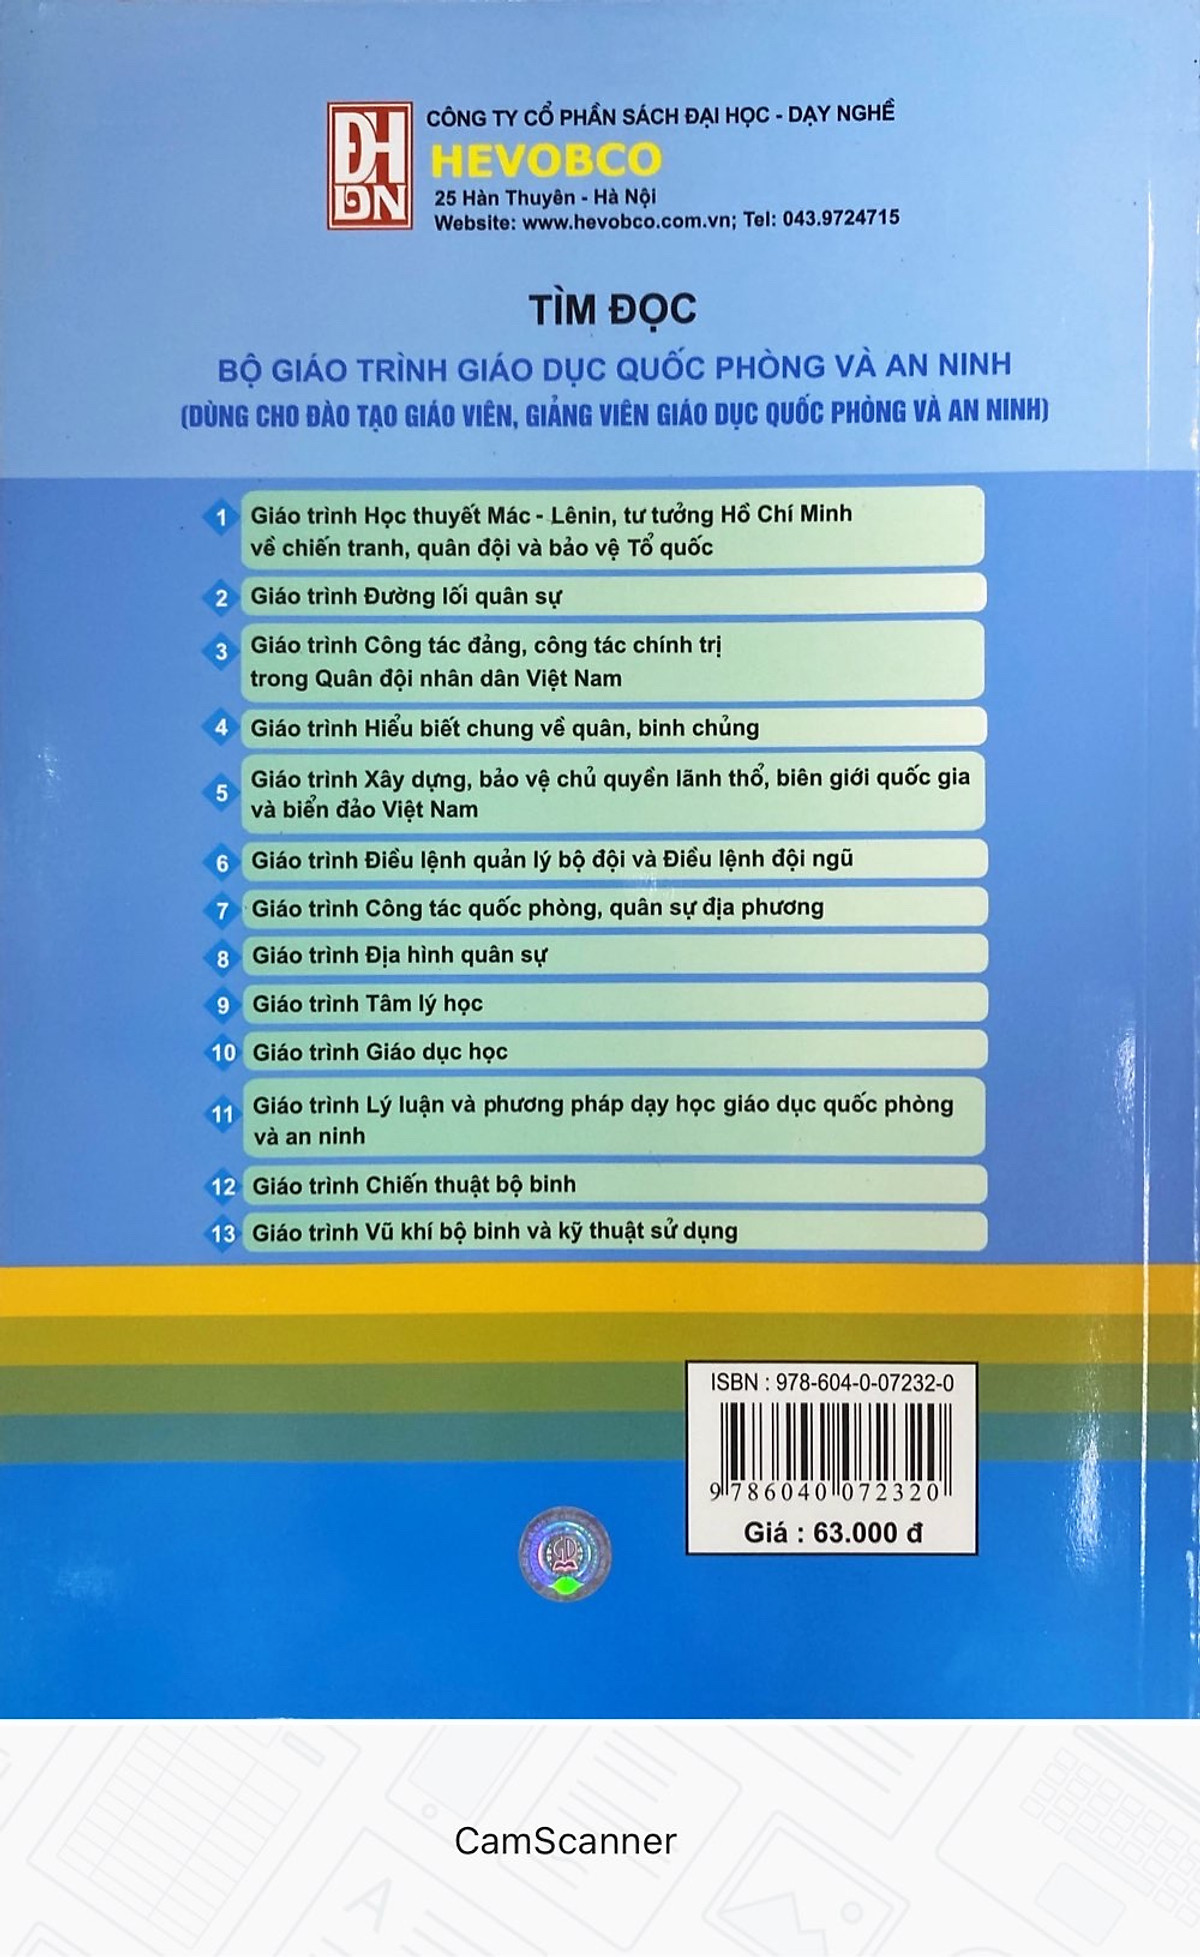 ĐH
DN
CÔNG TY CỔ PHẦN SÁCH ĐẠI HỌC - DẠY NGHỀ
HEVOBCO
25 Hàn Thuyên - Hà Nội
Website: www.hevobco.com.vn; Tel: 043.9724715
TÌM ĐỌC
BỘ GIÁO TRÌNH GIÁO DỤC QUỐC PHÒNG VÀ AN NINH
(DÙNG CHO ĐÀO TẠO GIÁO VIÊN, GIẢNG VIÊN GIÁO DỤC QUỐC PHÒNG VÀ AN NINH)
1 Giáo trình Học thuyết Mác - Lênin, tư tưởng Hồ Chí Minh
về chiến tranh, quân đội và bảo vệ Tổ quốc
2 Giáo trình Đường lối quân sự
3 Giáo trình Công tác đảng, công tác chính trị
trong Quân đội nhân dân Việt Nam
4 Giáo trình Hiểu biết chung về quân, binh chủng
5 Giáo trình Xây dựng, bảo vệ chủ quyền lãnh thổ, biên giới quốc gia
và biển đảo Việt Nam
6 Giáo trình Điều lệnh quản lý bộ đội và Điều lệnh đội ngũ
7 Giáo trình Công tác quốc phòng, quân sự địa phương
8 Giáo trình Địa hình quân sự
9 Giáo trình Tâm lý học
10 Giáo trình Giáo dục học
11 Giáo trình Lý luận và phương pháp dạy học giáo dục quốc phòng
và an ninh
12 Giáo trình Chiến thuật bộ binh
13 Giáo trình Vũ khí bộ binh và kỹ thuật sử dụng
ISBN : 978-604-0-07232-0
9 786040 072320
Giá : 63.000 đ
GD
CamScanner